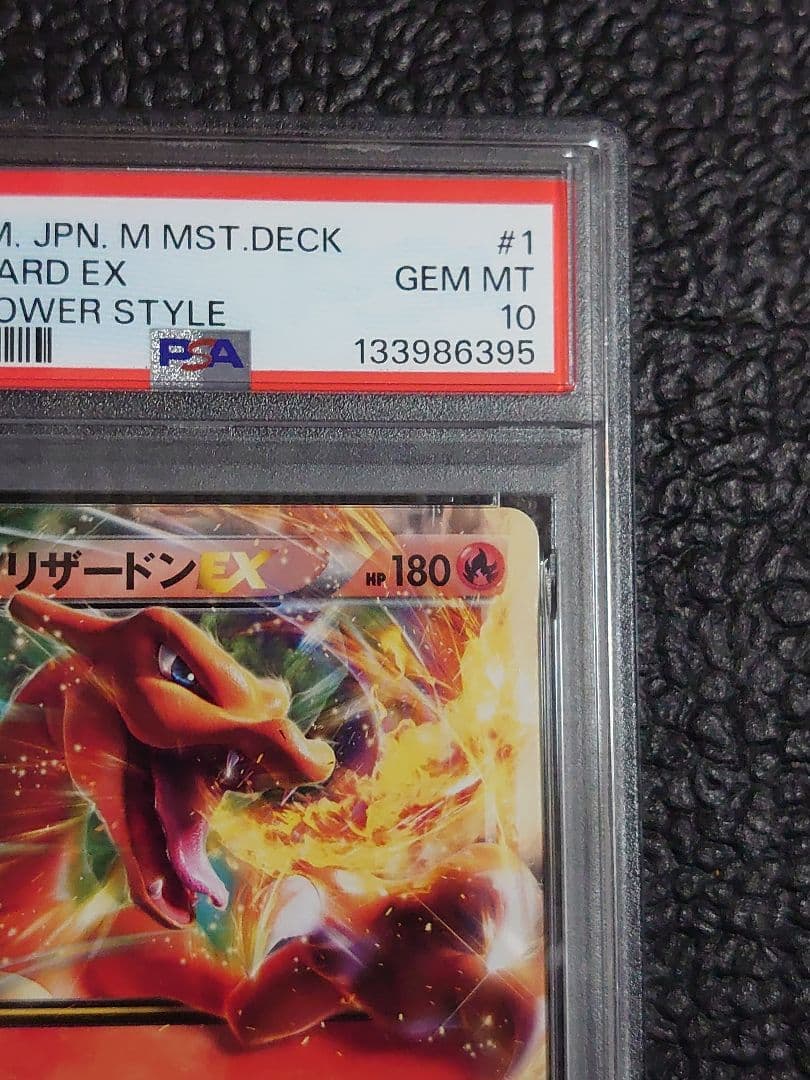 M. JPN. M MST.DECK #1
ARD EX GEM MT
OWER STYLE 10
PSA 133986395
リザードンEX HP 180